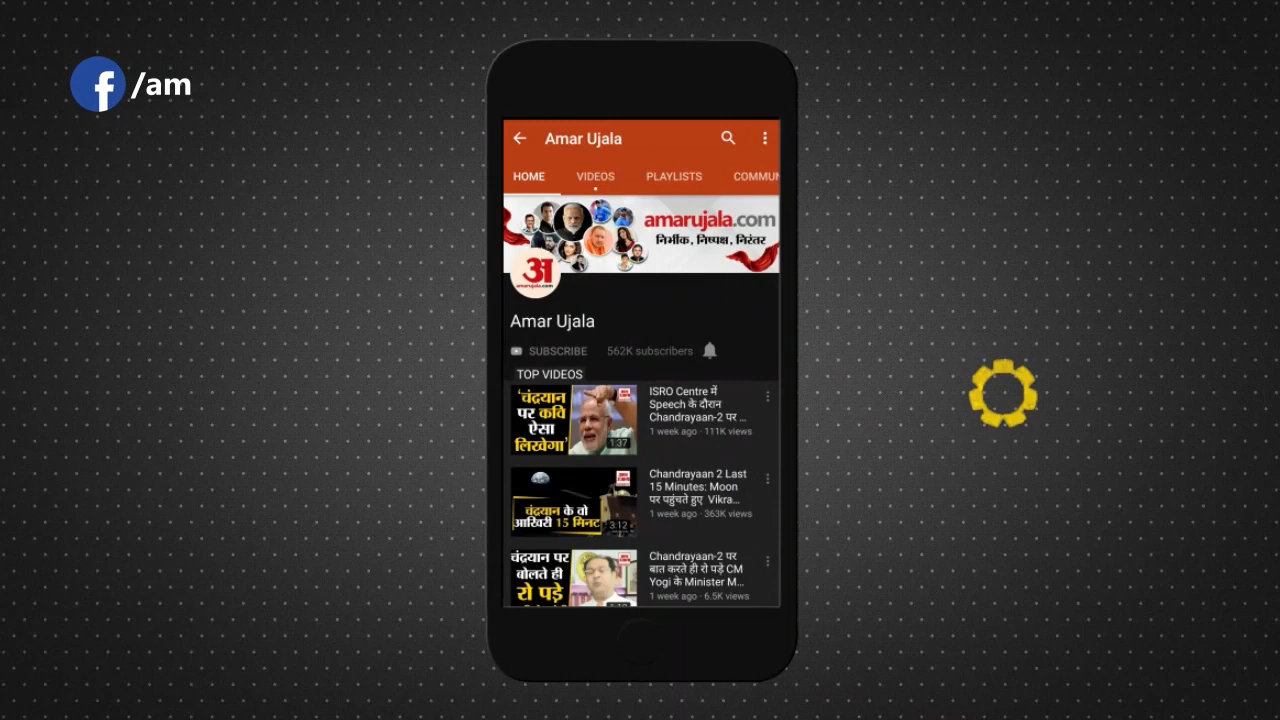 f/am
Amar Ujala
HOME VIDEOS PLAYLISTS COMMUN
amarujala.com
निर्भीक, निष्पक्ष, निरंतर
अ
amarujala.com
Amar Ujala
SUBSCRIBE 562K subscribers
TOP VIDEOS
'चंद्रयान
पर कवि
ऐसा
लिखेगा'
1:37
ISRO Centre में
Speech के दौरान
Chandrayaan-2 पर ...
1 week ago · 111K views
चंद्रयान के वो
आखिरी 15 मिनट
3:12
Chandrayaan 2 Last
15 Minutes: Moon
पर पहुंचते हुए Vikra...
1 week ago · 363K views
चंद्रयान पर
बोलते ही
रो पड़े
Chandrayaan-2 पर
बात करते ही रो पड़े CM
Yogi के Minister M...
1 week ago · 6.5K views